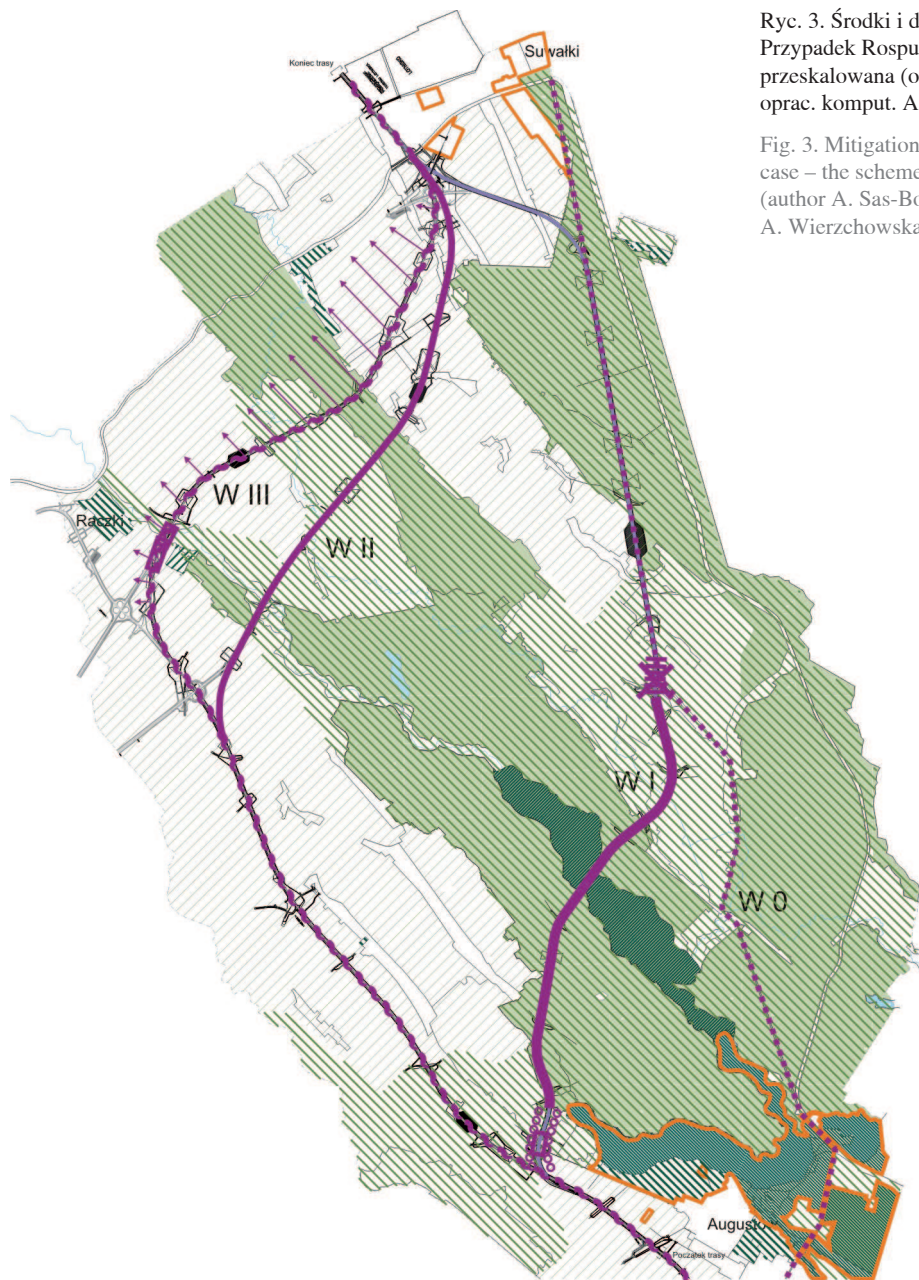 Ryc. 3. Środki i d
Przypadek Rospu
przeskalowana (o
oprac. komput. A
Fig. 3. Mitigation
case – the scheme
(author A. Sas-Bo
A. Wierzchowska
Koniec trasy
Suwałki
W III
Raczki
W II
W I
W 0
Augusto
Początek trasy